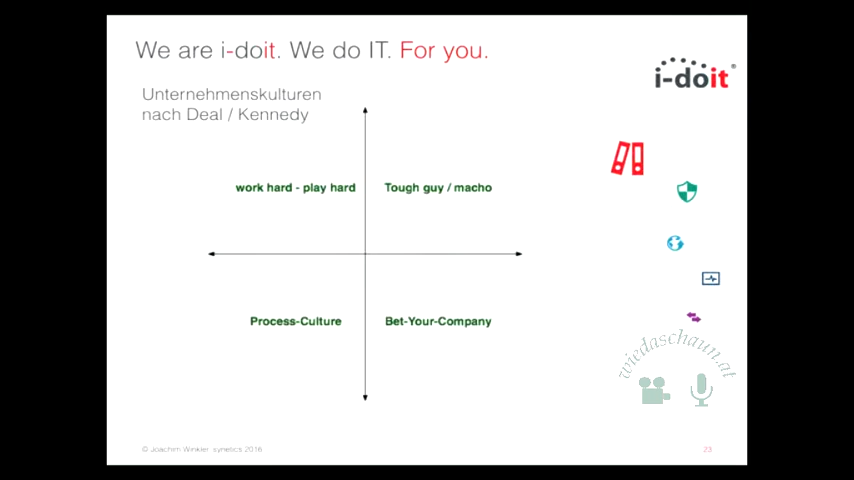 We are i-doit. We do IT. For you.
i-doit®
Unternehmenskulturen
nach Deal / Kennedy
work hard - play hard
Tough guy / macho
Process-Culture
Bet-Your-Company
wiedaschaun.at
© Joachim Winkler synetics 2016
23